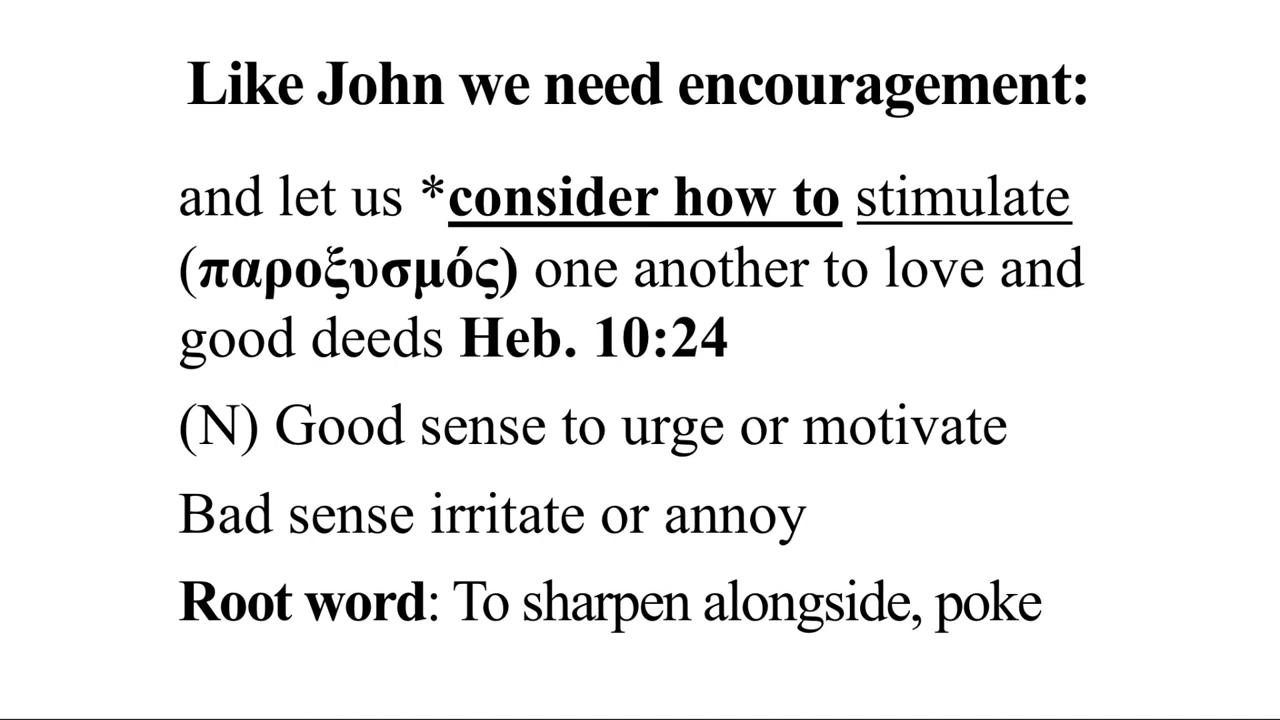 Like John we need encouragement:
and let us *consider how to stimulate
(παροξυσμός) one another to love and
good deeds Heb. 10:24
(N) Good sense to urge or motivate
Bad sense irritate or annoy
Root word: To sharpen alongside, poke